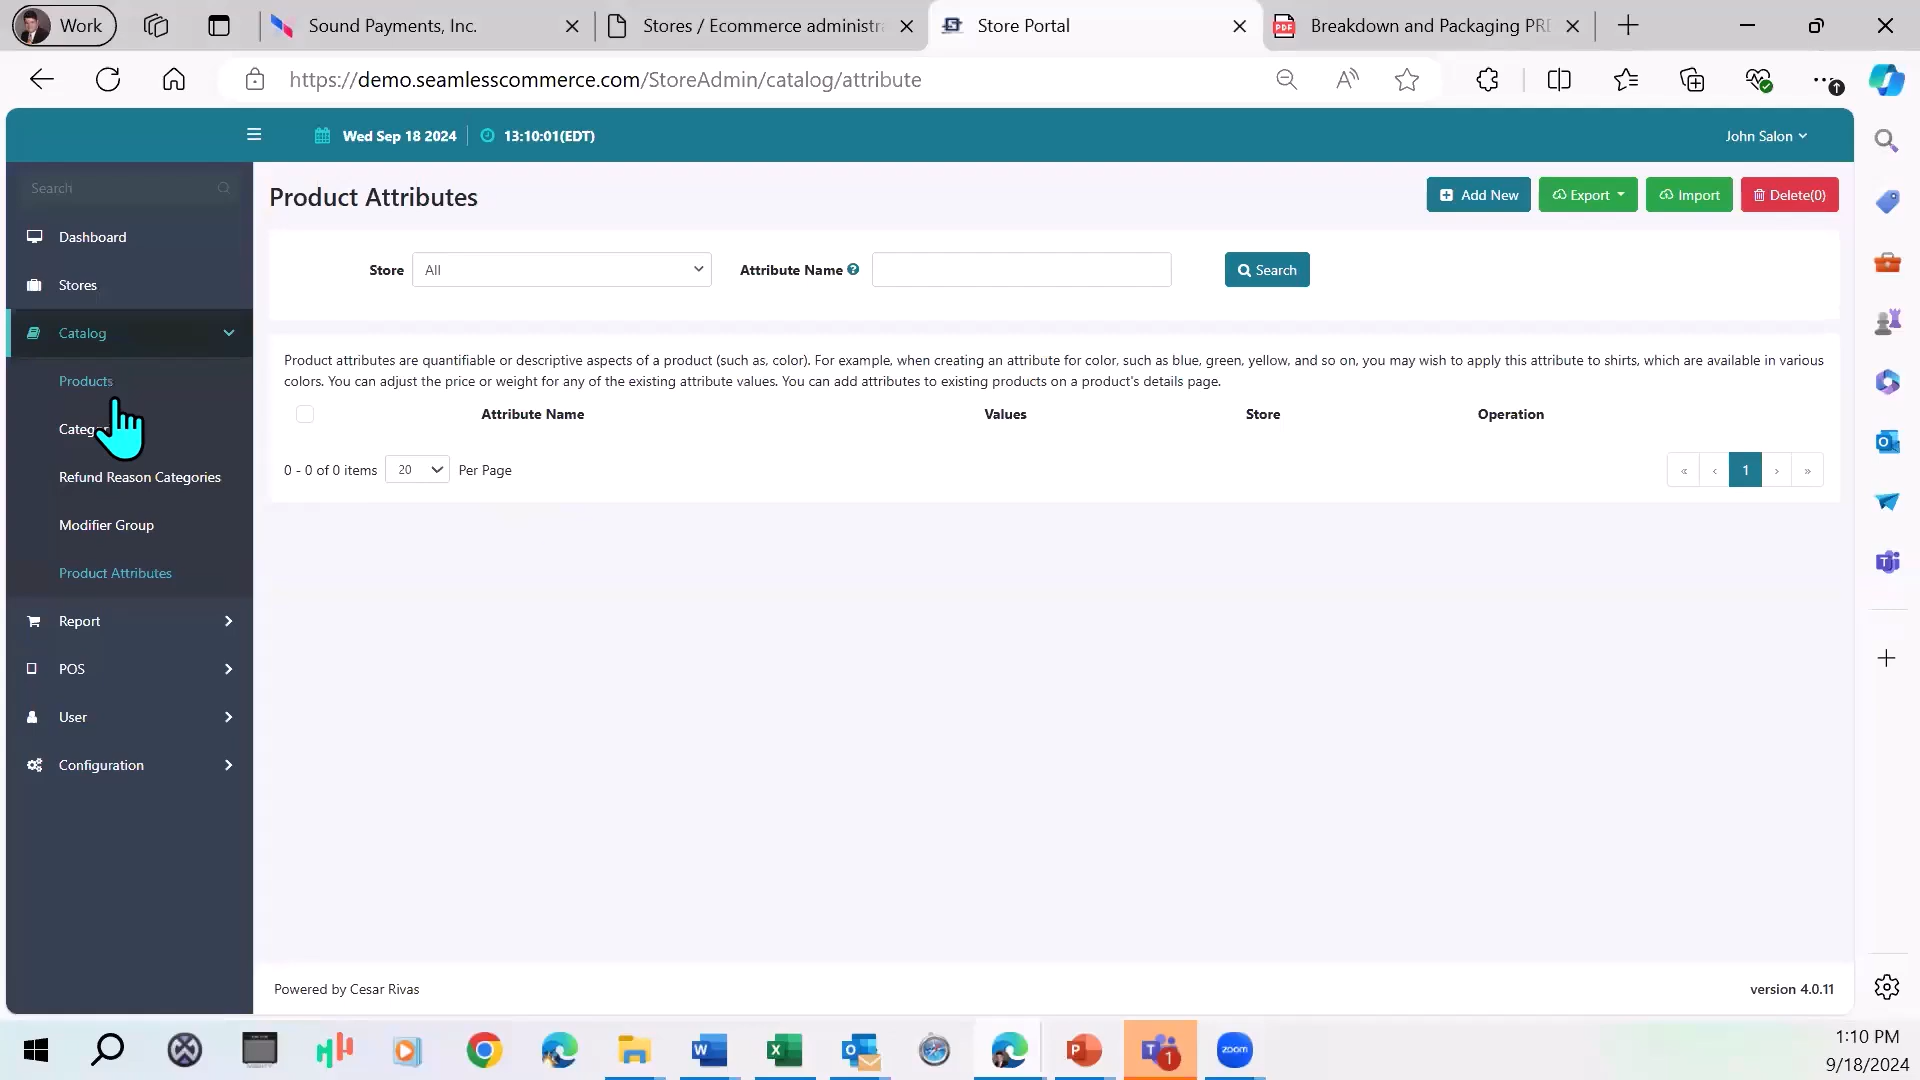 Work
Sound Payments, Inc.
Stores / Ecommerce administra
Store Portal
Breakdown and Packaging PR
https://demo.seamlesscommerce.com/StoreAdmin/catalog/attribute
Wed Sep 18 2024
13:10:01(EDT)
John Salon
Search
Dashboard
Stores
Catalog
Products
Categor
Refund Reason Categories
Modifier Group
Product Attributes
Report
POS
User
Configuration
Product Attributes
Add New
Export
Import
Delete(0)
Store
All
Attribute Name
Search
Product attributes are quantifiable or descriptive aspects of a product (such as, color). For example, when creating an attribute for color, such as blue, green, yellow, and so on, you may wish to apply this attribute to shirts, which are available in various
colors. You can adjust the price or weight for any of the existing attribute values. You can add attributes to existing products on a product's details page.
Attribute Name
Values
Store
Operation
0 - 0 of 0 items
20
Per Page
« ‹ 1 › »
Powered by Cesar Rivas
version 4.0.11
1:10 PM
9/18/2024